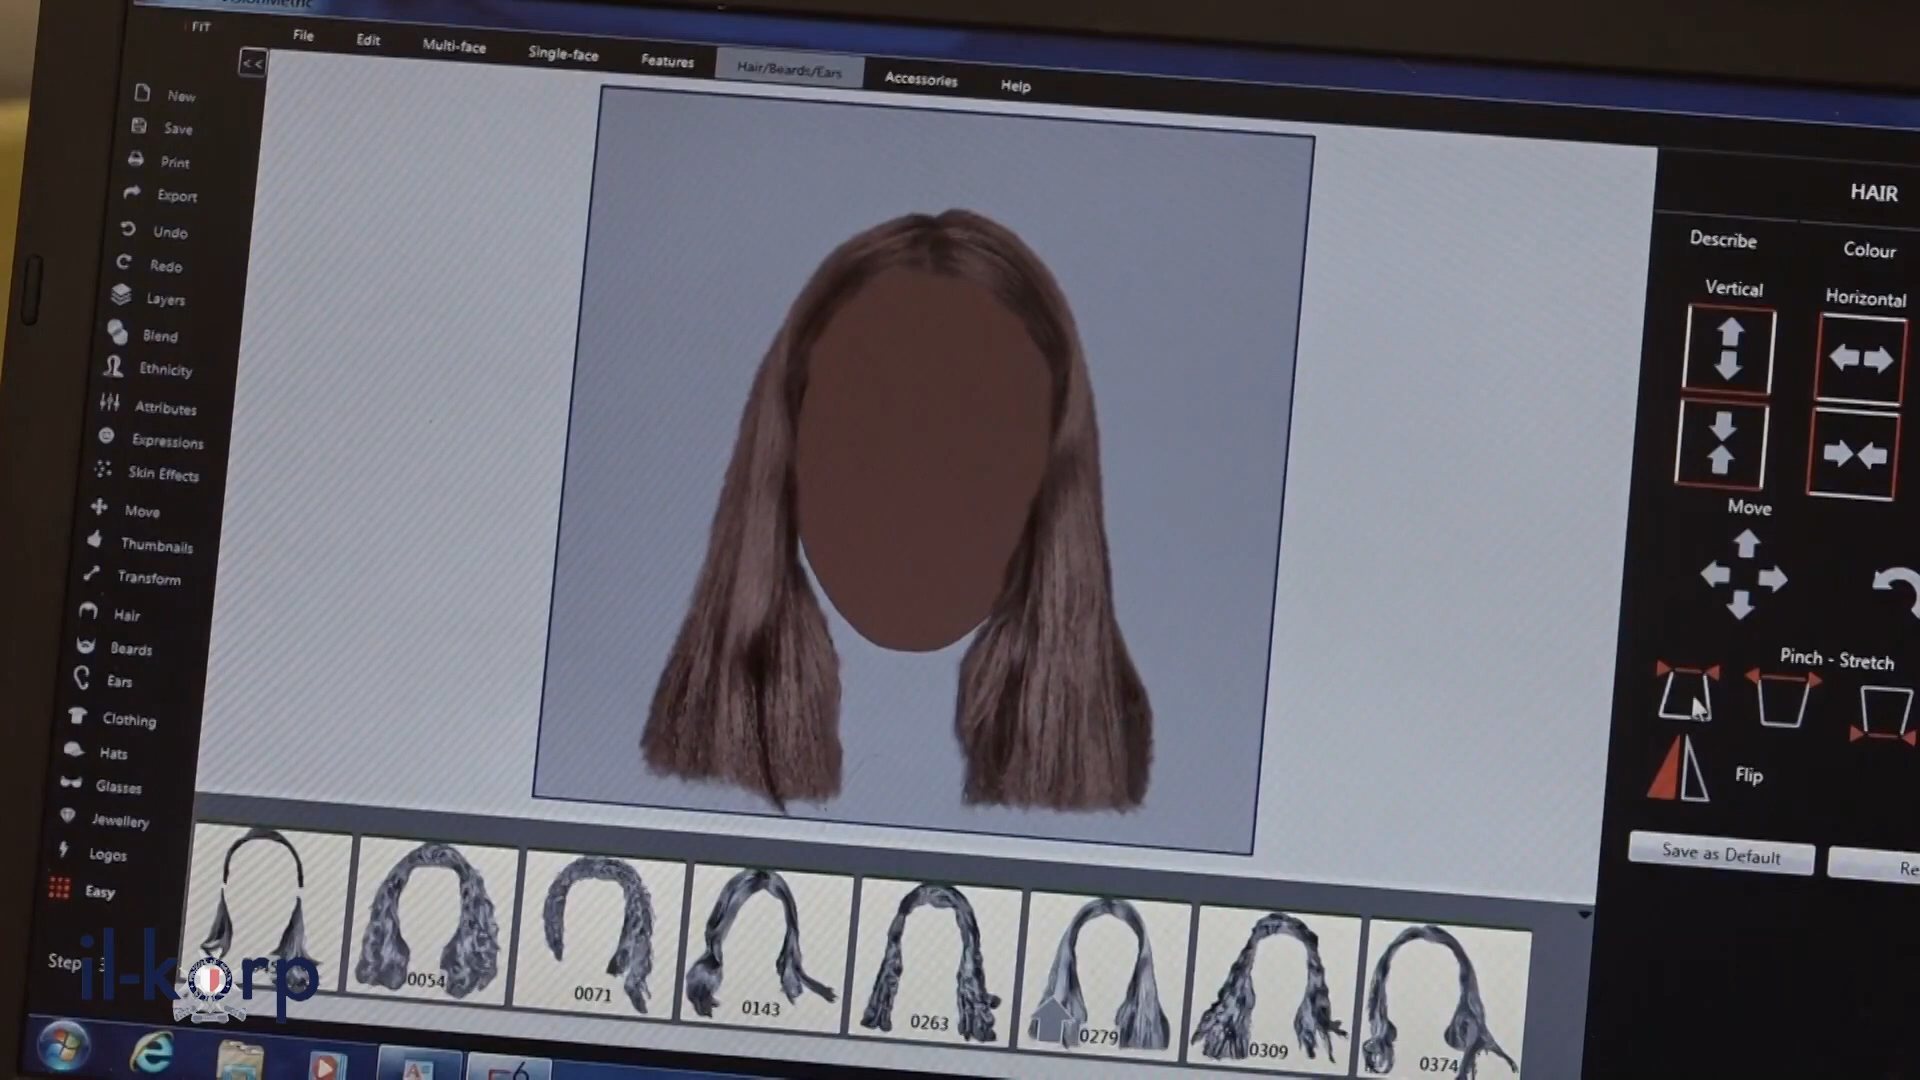 VisionMetric
FIT
File Edit Multi-face Single-face Features Hair/Beards/Ears Accessories Help
<<
New
Save
Print
Export
Undo
Redo
Layers
Blend
Ethnicity
Attributes
Expressions
Skin Effects
Move
Thumbnails
Transform
Hair
Beards
Ears
Clothing
Hats
Glasses
Jewellery
Logos
Easy
Step 3
HAIR
Describe Colour
Vertical Horizontal
Move
Pinch - Stretch
Flip
Save as Default Re
0054 0071 0143 0263 0279 0309 0374
il-korp